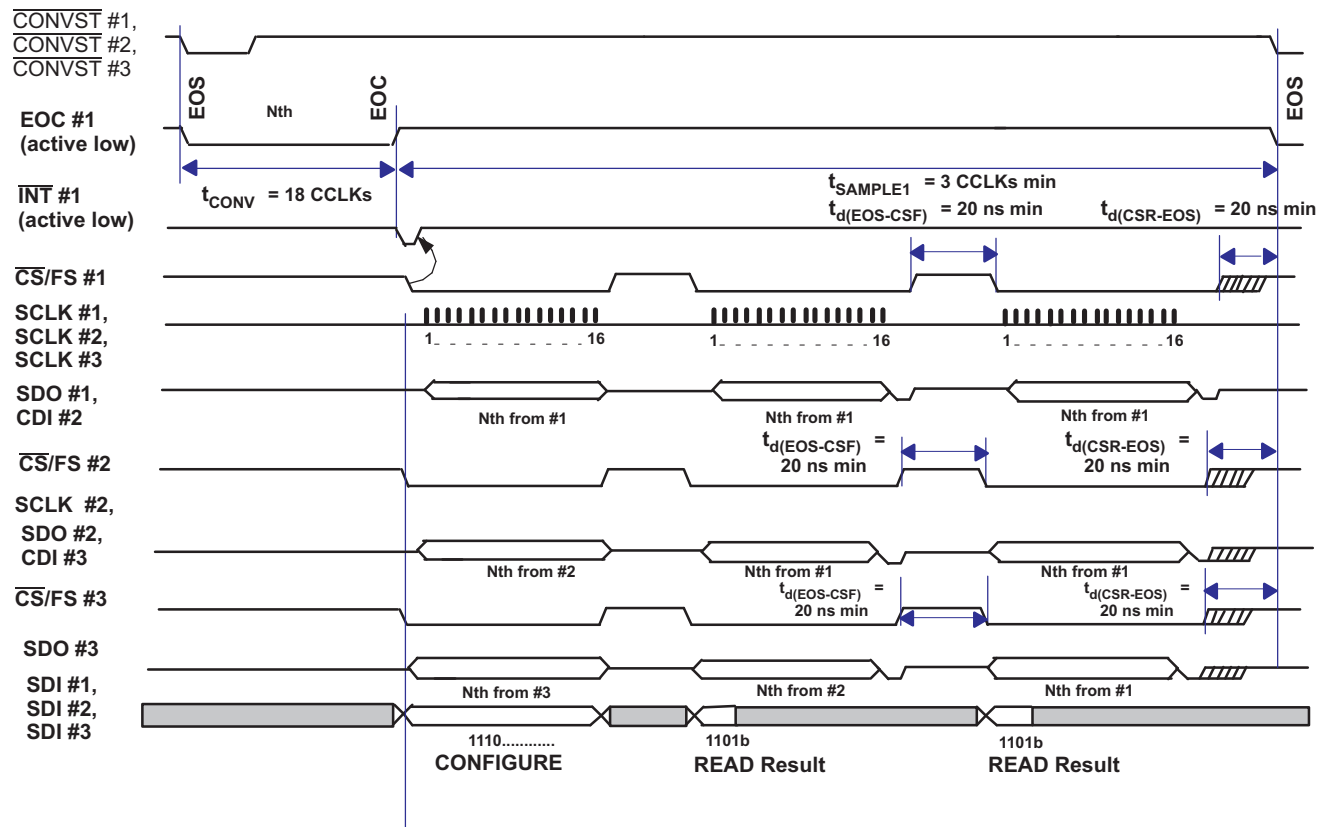 CONVST #1,
CONVST #2,
CONVST #3
EOS
Nth
EOC
EOS
EOC #1
(active low)
tCONV = 18 CCLKs
tSAMPLE1 = 3 CCLKs min
INT #1
(active low)
td(EOS-CSF) = 20 ns min
td(CSR-EOS) = 20 ns min
CS/FS #1
SCLK #1,
SCLK #2,
SCLK #3
1_ _ _ _ _ _ _ _ _ _ 16
1_ _ _ _ _ _ _ _ _ _ 16
1_ _ _ _ _ _ _ _ _ _ 16
SDO #1,
CDI #2
Nth from #1
Nth from #1
Nth from #1
td(EOS-CSF) =
20 ns min
td(CSR-EOS) =
20 ns min
CS/FS #2
SCLK #2,
SDO #2,
CDI #3
Nth from #2
Nth from #1
Nth from #1
td(EOS-CSF) =
20 ns min
td(CSR-EOS) =
20 ns min
CS/FS #3
SDO #3
Nth from #3
Nth from #2
Nth from #1
SDI #1,
SDI #2,
SDI #3
1110............
CONFIGURE
1101b
READ Result
1101b
READ Result